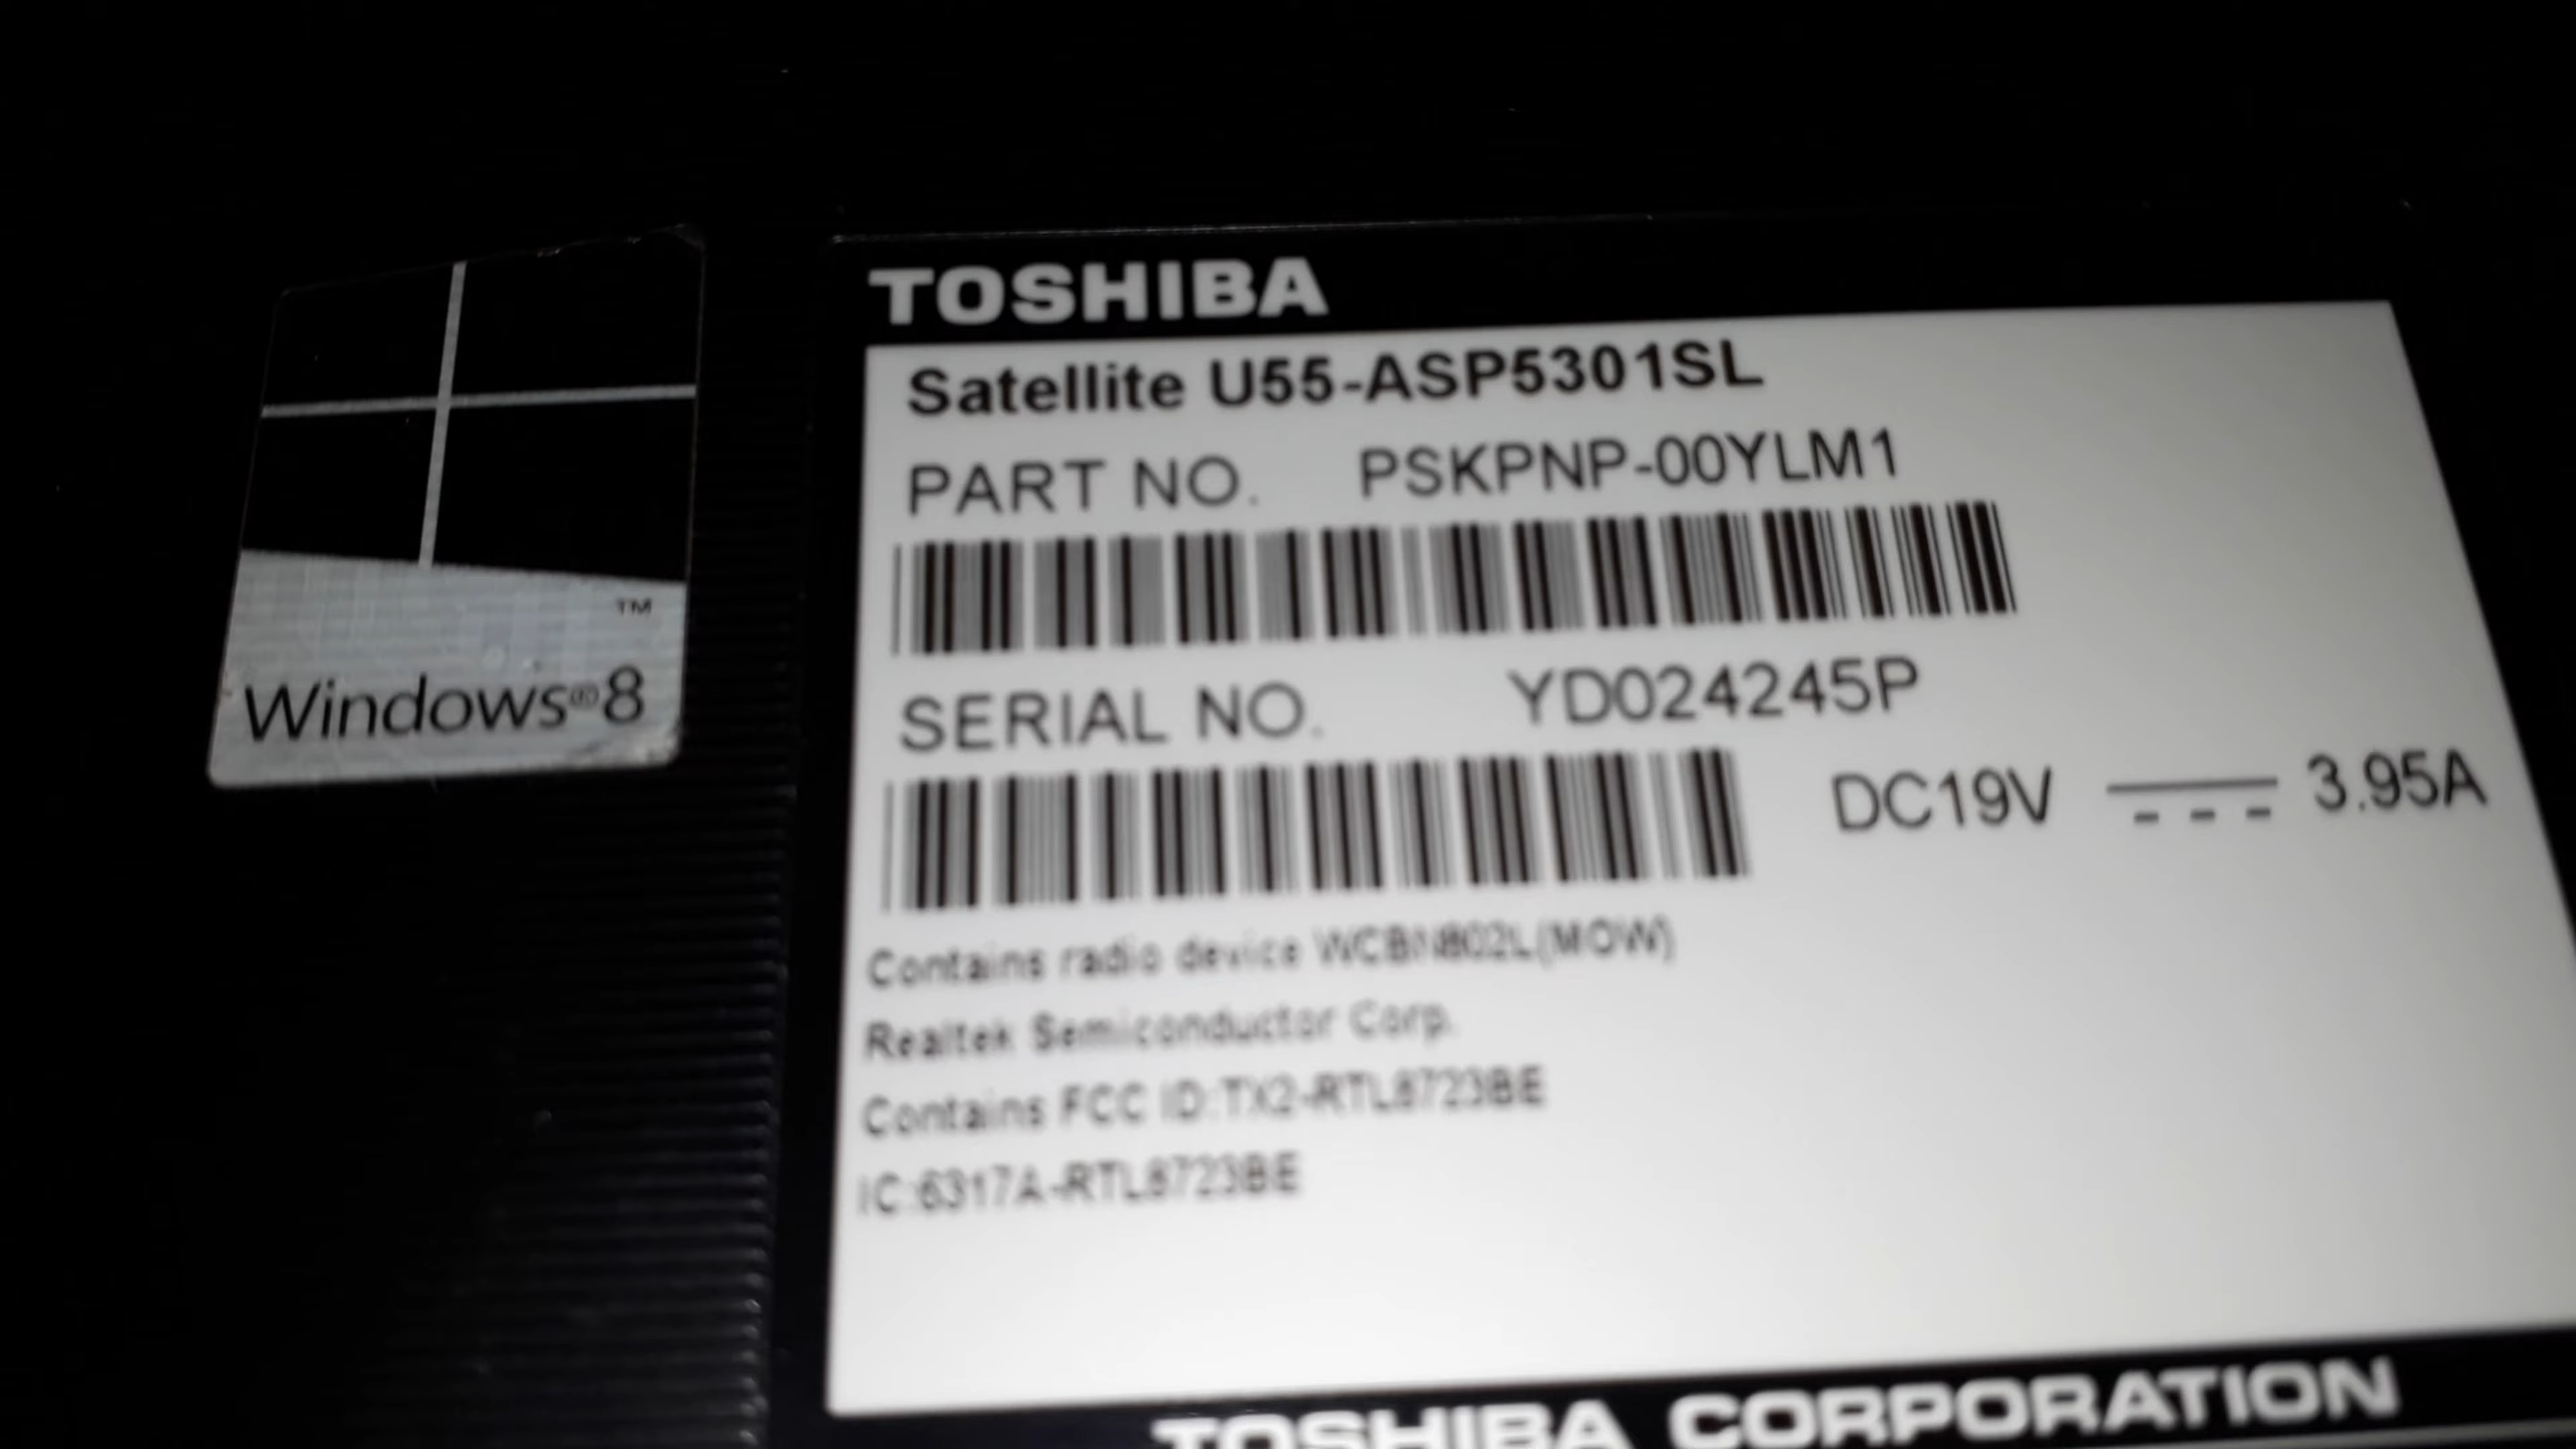 TOSHIBA
Satellite U55-ASP5301SL
PART NO. PSKPNP-00YLM1
SERIAL NO. YD024245P
DC19V 3.95A
Contains radio device WCBN802L(MOW)
Realtek Semiconductor Corp.
Contains FCC ID:TX2-RTL8723BE
IC:6317A-RTL8723BE
TOSHIBA CORPORATION
™
Windows®8